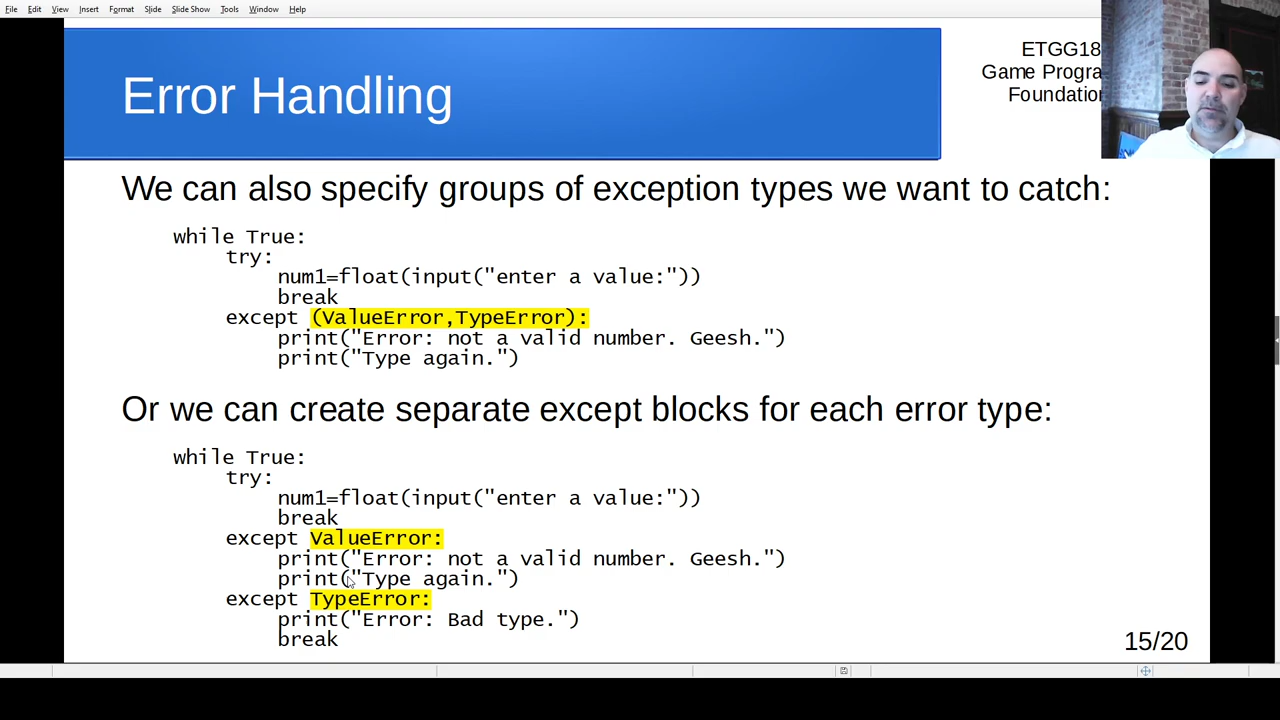 File Edit View Insert Format Slide Slide Show Tools Window Help
Error Handling
ETGG18
Game Progra
Foundation
We can also specify groups of exception types we want to catch:
while True:
try:
num1=float(input("enter a value:"))
break
except (ValueError,TypeError):
print("Error: not a valid number. Geesh.")
print("Type again.")
Or we can create separate except blocks for each error type:
while True:
try:
num1=float(input("enter a value:"))
break
except ValueError:
print("Error: not a valid number. Geesh.")
print("Type again.")
except TypeError:
print("Error: Bad type.")
break
15/20